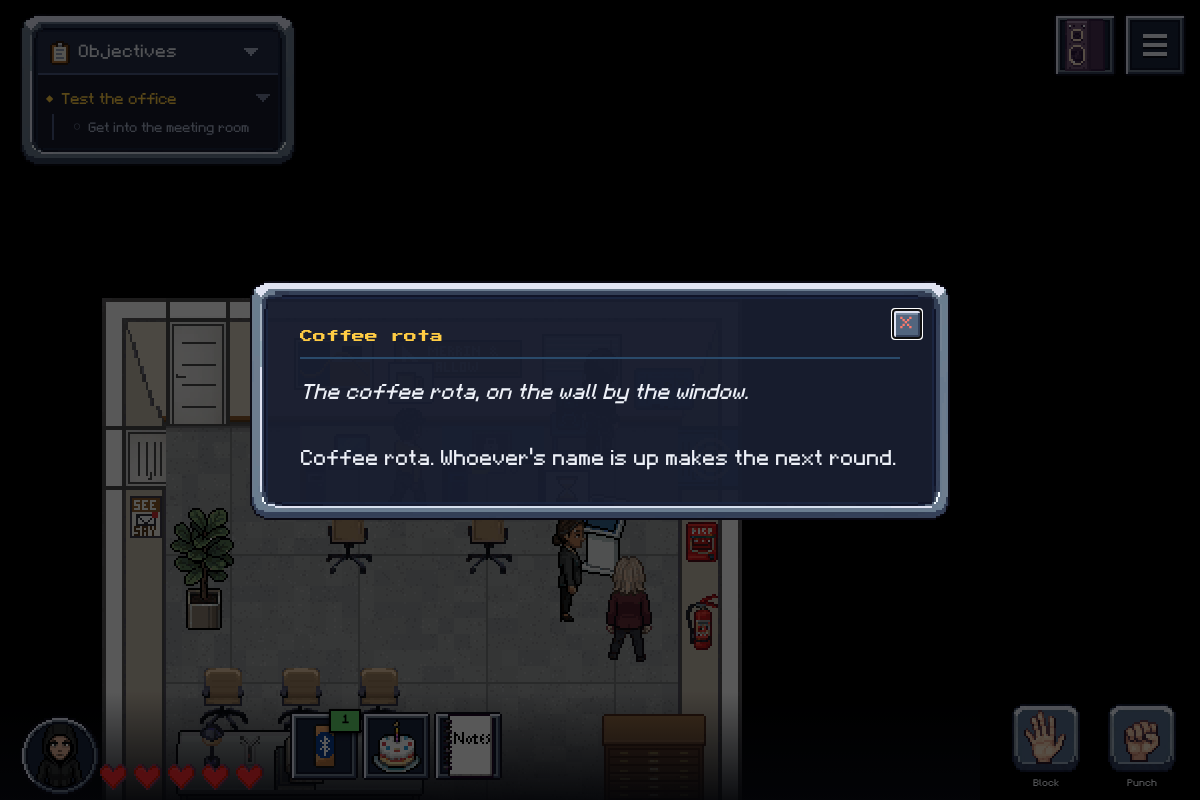 Objectives
Test the office
Get into the meeting room
Coffee rota
The coffee rota, on the wall by the window.
Coffee rota. Whoever's name is up makes the next round.
SEE
SAY
FIRE
1
Notes
Block
Punch